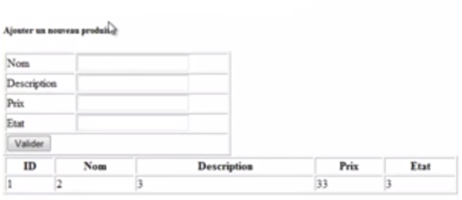 Ajouter un nouveau produit
Nom
Description
Prix
Etat
Valider
ID Nom Description Prix Etat
1 2 3 33 3